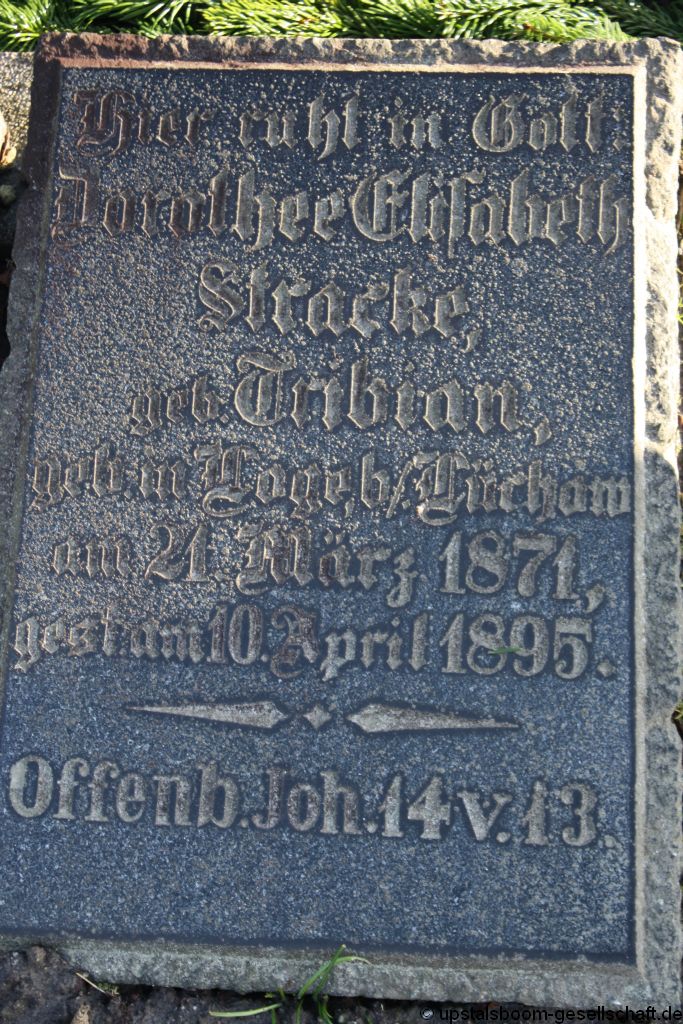 Hier ruht in Gott:
Dorothee Elisabeth
Stracke,
geb. Tribian,
geb. in Loge, b/Lüchow
am 21. März 1871,
gest. am 10. April 1895.
Offenb. Joh. 14 v. 13.
© upstalsboom-gesellschaft.de